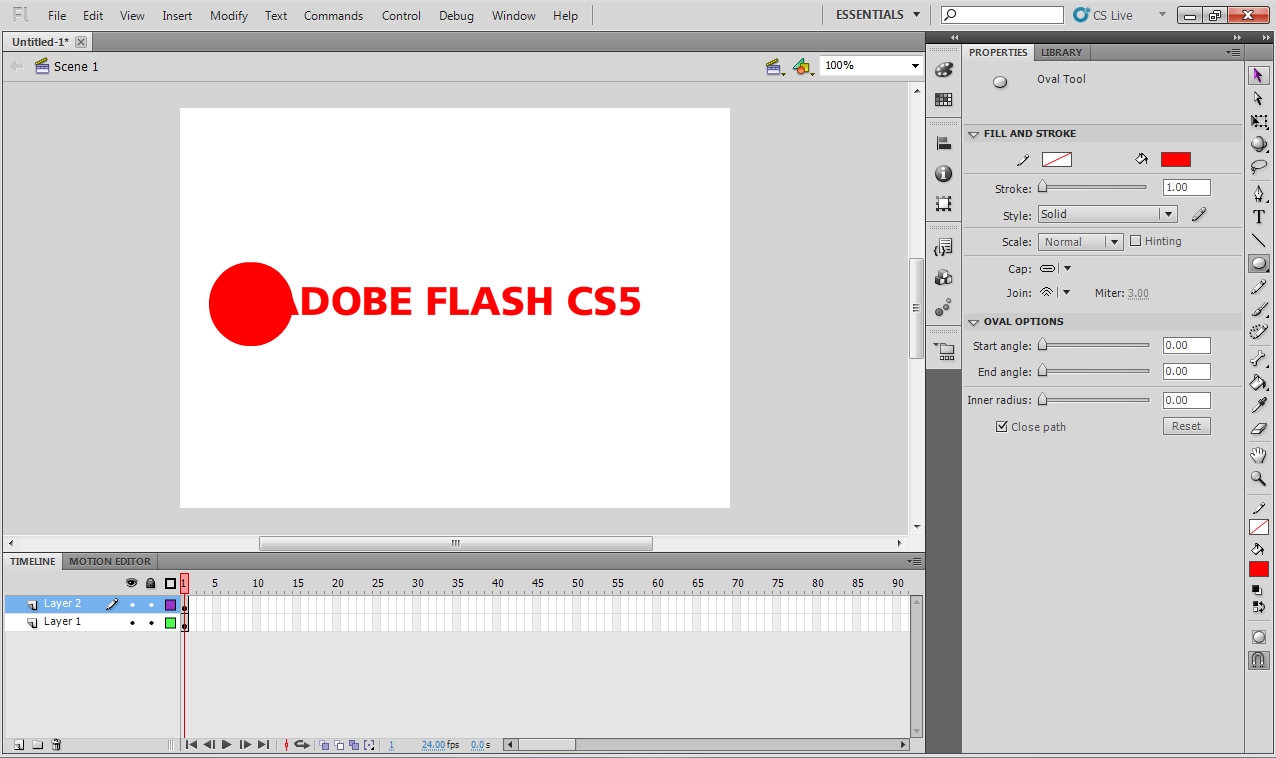 Fl File Edit View Insert Modify Text Commands Control Debug Window Help ESSENTIALS CS Live
Untitled-1*
Scene 1 100%
ADOBE FLASH CS5
PROPERTIES LIBRARY
Oval Tool
FILL AND STROKE
Stroke: 1.00
Style: Solid
Scale: Normal Hinting
Cap:
Join: Miter: 3.00
OVAL OPTIONS
Start angle: 0.00
End angle: 0.00
Inner radius: 0.00
Close path Reset
T
TIMELINE MOTION EDITOR
1 5 10 15 20 25 30 35 40 45 50 55 60 65 70 75 80 85 90
Layer 2
Layer 1
1 24.00 fps 0.0 s